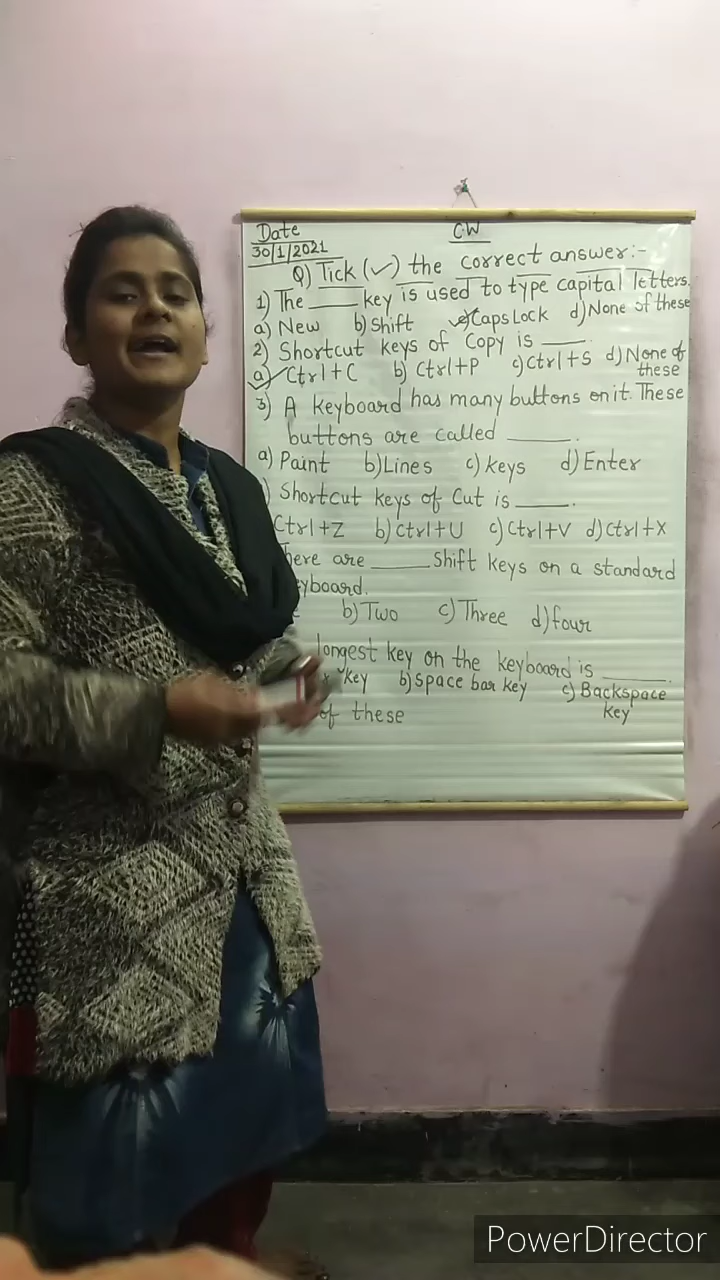 Date CW
30/1/2021
Q) Tick (✓) the correct answer:-
1) The ____ key is used to type capital letters.
a) New b) Shift c) Caps Lock d) None of these
2) Shortcut keys of Copy is ____.
a) Ctrl+C b) Ctrl+P c) Ctrl+S d) None of these
3) A keyboard has many buttons on it. These
buttons are called ____.
a) Paint b) Lines c) keys d) Enter
) Shortcut keys of Cut is ____.
Ctrl+Z b) Ctrl+U c) Ctrl+V d) Ctrl+X
here are ____ Shift keys on a standard
yboard.
b) Two c) Three d) four
longest key on the keyboard is ____.
key b) space bar key c) Backspace key
of these
PowerDirector